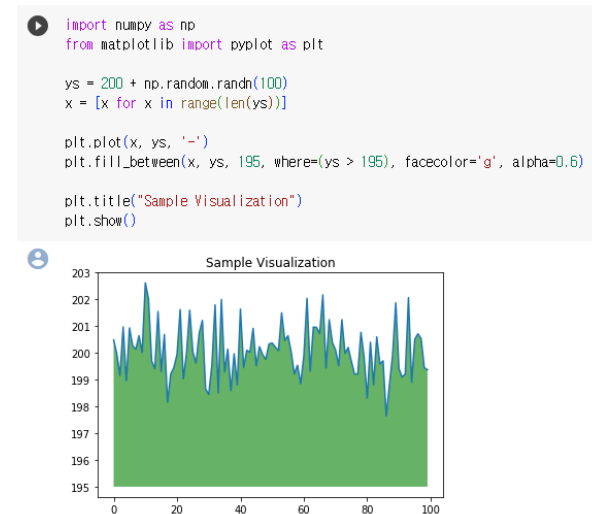 import numpy as np
from matplotlib import pyplot as plt
ys = 200 + np.random.randn(100)
x = [x for x in range(len(ys))]
plt.plot(x, ys, '-')
plt.fill_between(x, ys, 195, where=(ys > 195), facecolor='g', alpha=0.6)
plt.title("Sample Visualization")
plt.show()
Sample Visualization
203
202
201
200
199
198
197
196
195
0 20 40 60 80 100